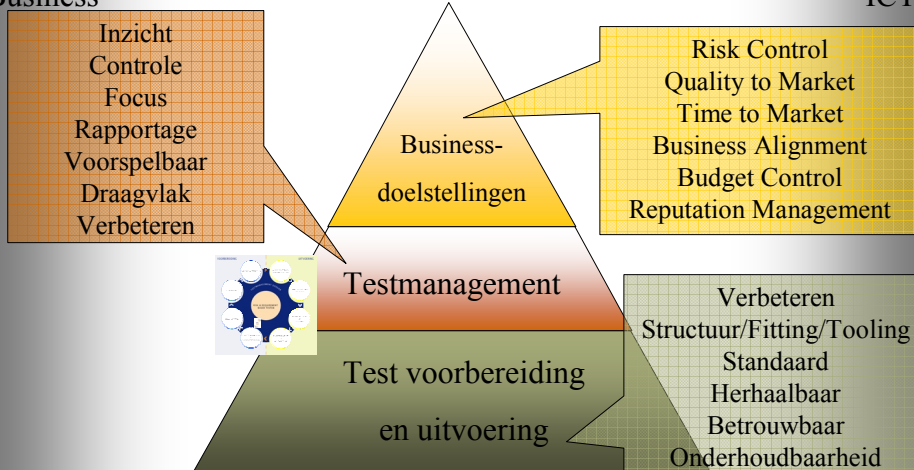 Business
ICT
Inzicht
Controle
Focus
Rapportage
Voorspelbaar
Draagvlak
Verbeteren
Risk Control
Quality to Market
Time to Market
Business Alignment
Budget Control
Reputation Management
Business-
doelstellingen
Testmanagement
Test voorbereiding
en uitvoering
Verbeteren
Structuur/Fitting/Tooling
Standaard
Herhaalbaar
Betrouwbaar
Onderhoudbaarheid